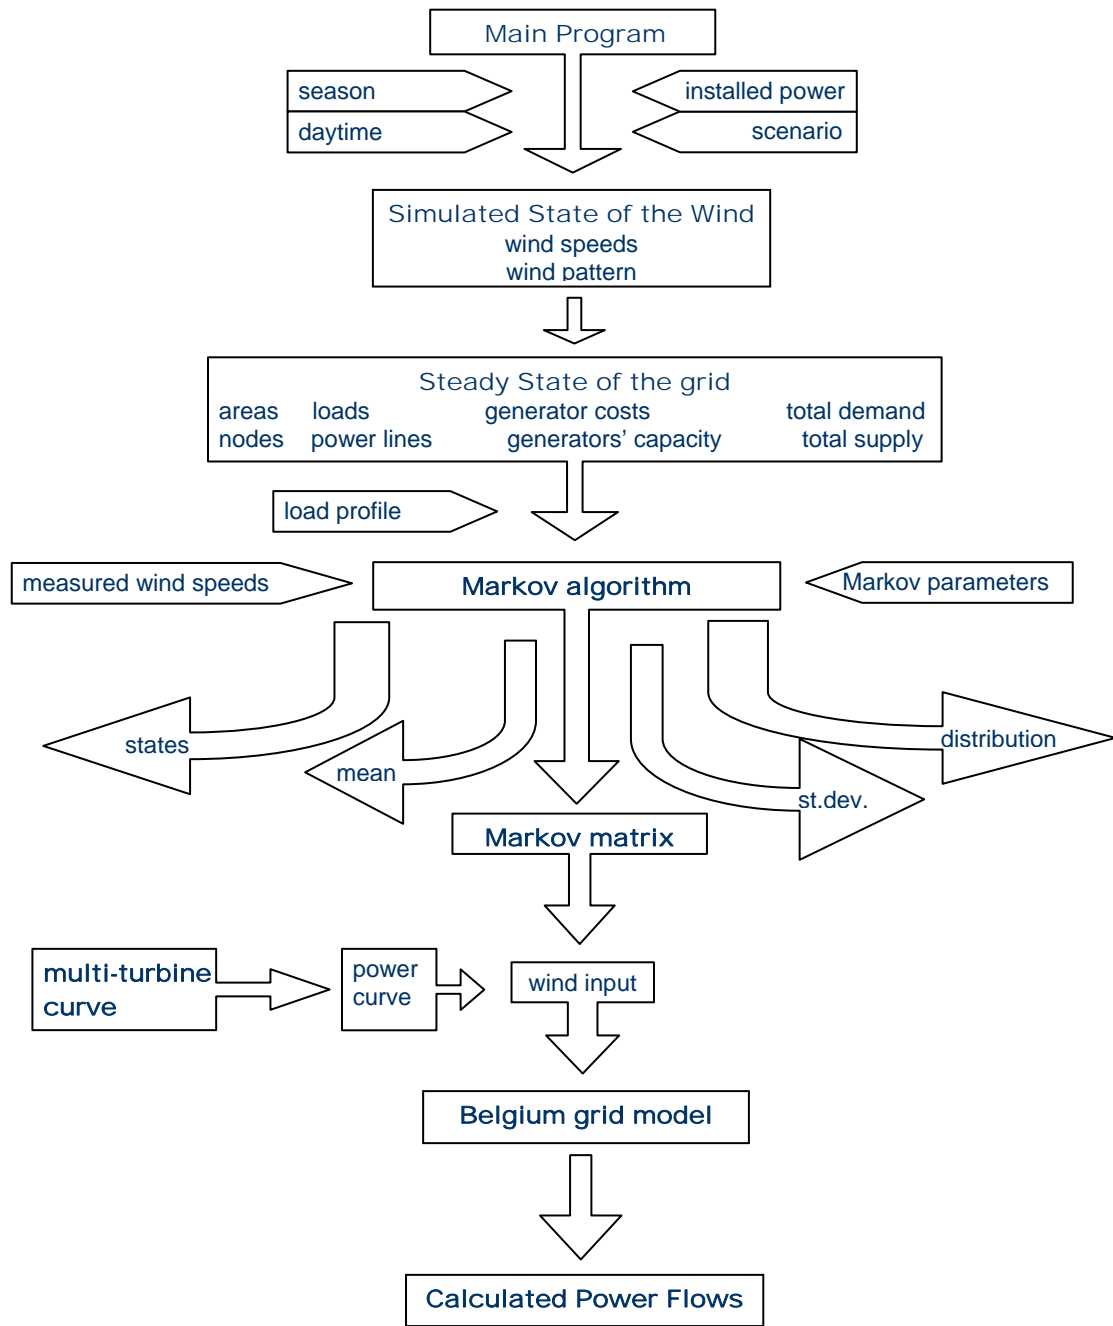 Main Program
season
installed power
daytime
scenario
Simulated State of the Wind
wind speeds
wind pattern
Steady State of the grid
areas loads generator costs total demand
nodes power lines generators’ capacity total supply
load profile
measured wind speeds
Markov algorithm
Markov parameters
states
mean
st.dev.
distribution
Markov matrix
multi-turbine
curve
power
curve
wind input
Belgium grid model
Calculated Power Flows